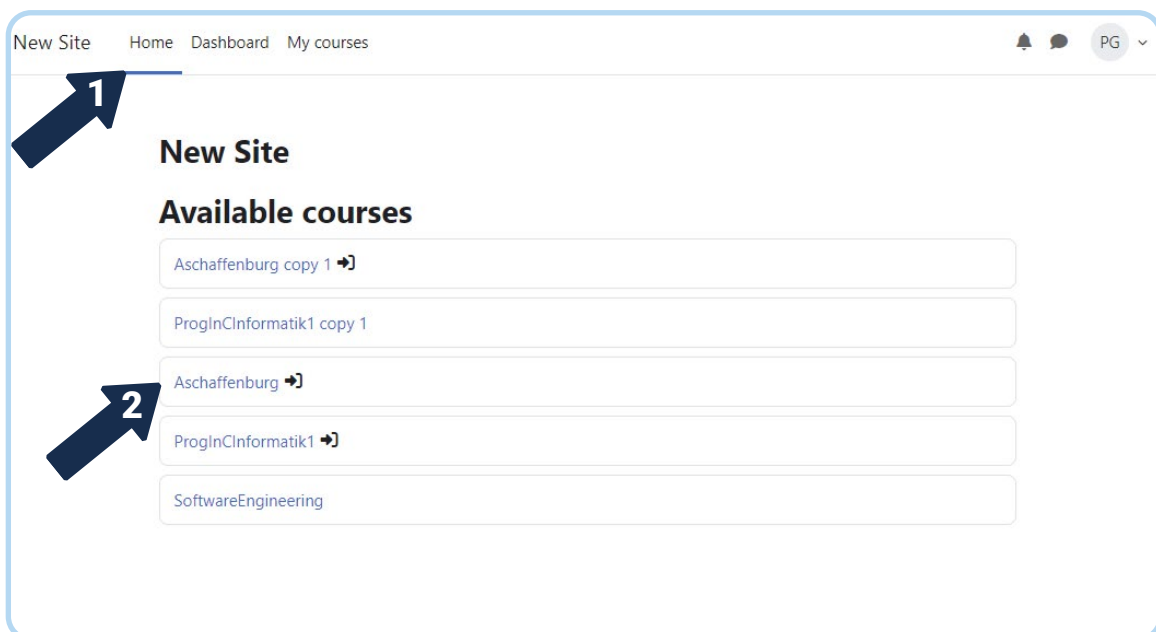 New Site Home Dashboard My courses PG
1
New Site
Available courses
Aschaffenburg copy 1
ProgInCInformatik1 copy 1
Aschaffenburg
2
ProgInCInformatik1
SoftwareEngineering